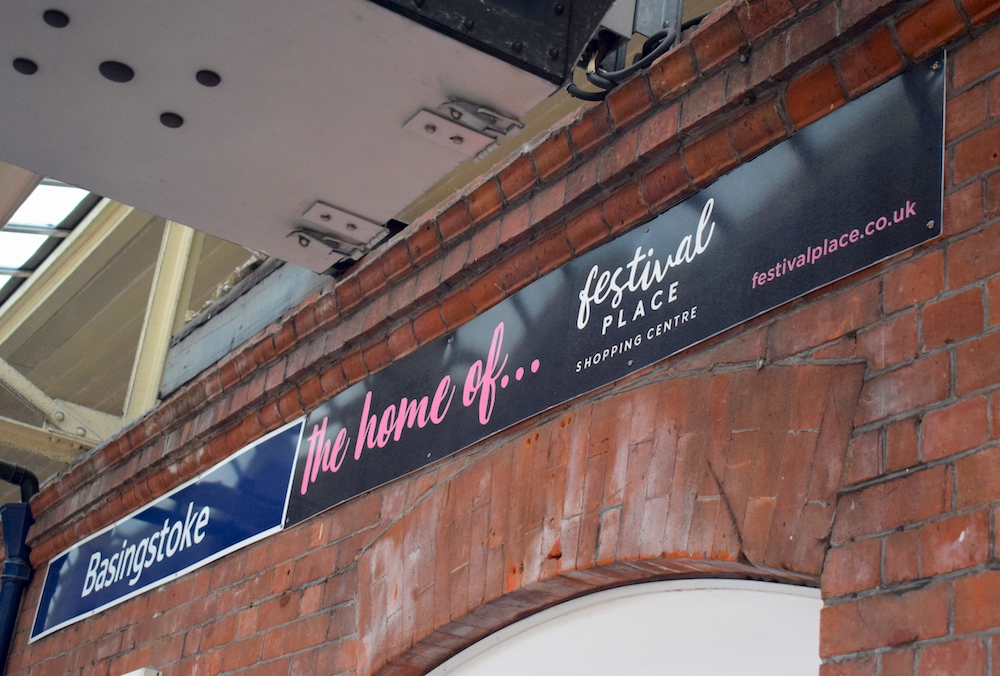 Basingstoke
the home of...
festival
PLACE
SHOPPING CENTRE
festivalplace.co.uk